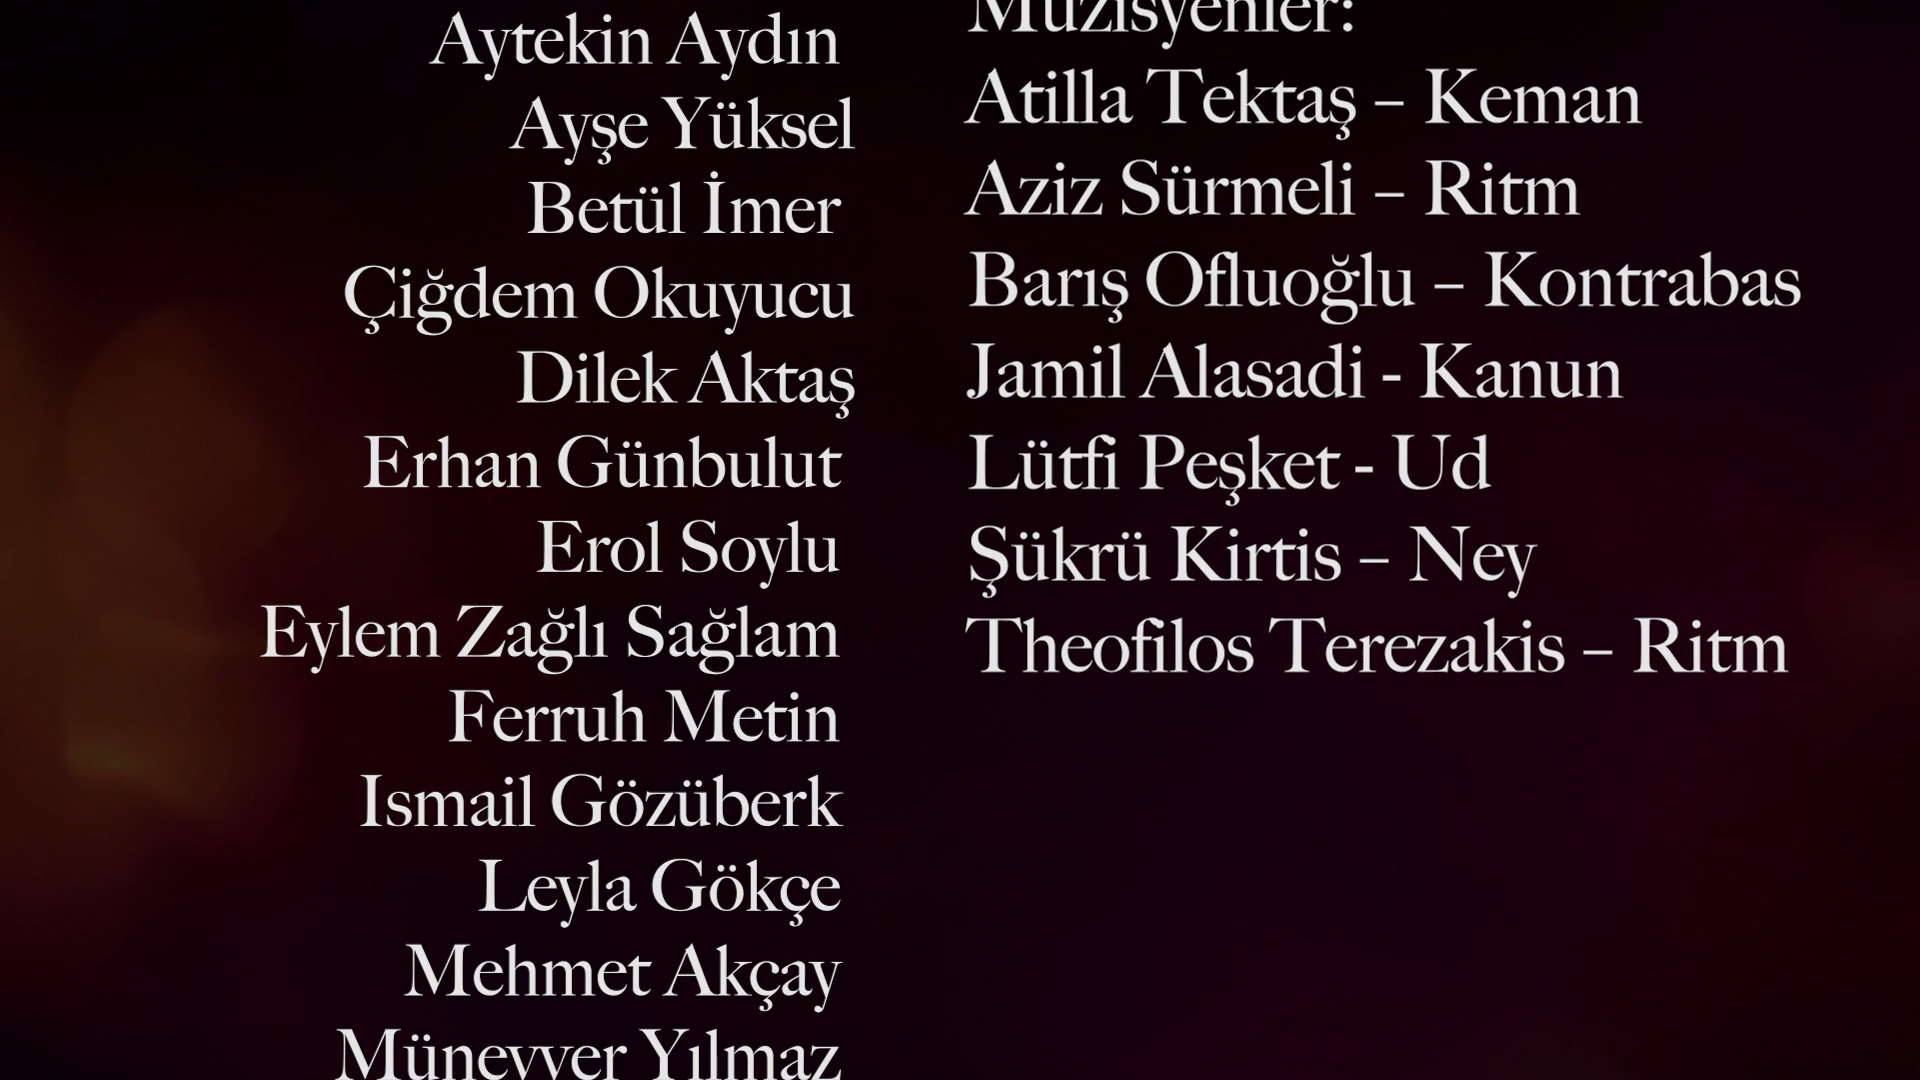 Aytekin Aydın
Ayşe Yüksel
Betül İmer
Çiğdem Okuyucu
Dilek Aktaş
Erhan Günbulut
Erol Soylu
Eylem Zağlı Sağlam
Ferruh Metin
Ismail Gözüberk
Leyla Gökçe
Mehmet Akçay
Münevver Yılmaz
Müzisyenler:
Atilla Tektaş – Keman
Aziz Sürmeli – Ritm
Barış Ofluoğlu – Kontrabas
Jamil Alasadi - Kanun
Lütfi Peşket - Ud
Şükrü Kirtis – Ney
Theofilos Terezakis – Ritm